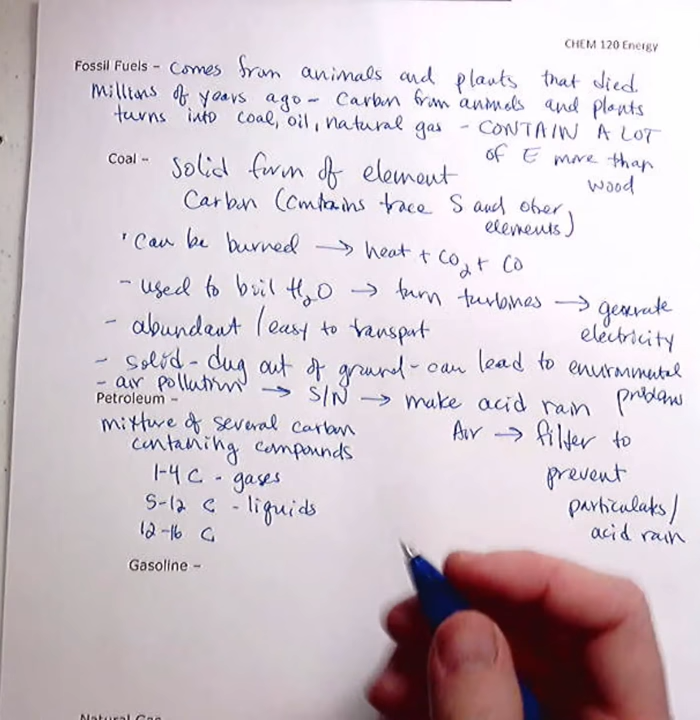 CHEM 120 Energy
Fossil Fuels - comes from animals and plants that died
millions of years ago - Carbon from animals and plants
turns into coal, oil, natural gas - CONTAIN A LOT
of E more than
wood
Coal - solid form of element
Carbon (contains trace S and other
elements)
can be burned → heat + CO2 + CO
- used to boil H2O → turn turbines → generate
electricity
- abundant / easy to transport
- solid - dug out of ground - can lead to environmental
problems
- air pollution → S/N → make acid rain
Petroleum -
mixture of several carbon
containing compounds
1-4 C - gases
5-12 C - liquids
12-16 C
Air → filter to
prevent
particulates/
acid rain
Gasoline -
Natural Gas